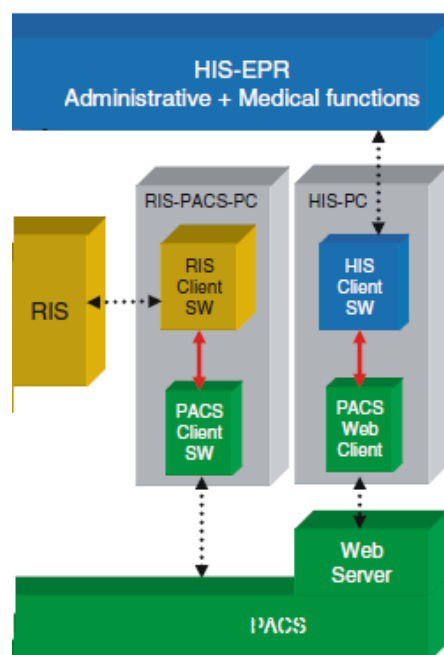 HIS-EPR
Administrative + Medical functions
RIS-PACS-PC
HIS-PC
RIS
RIS
Client
SW
HIS
Client
SW
PACS
Client
SW
PACS
Web
Client
Web
Server
PACS